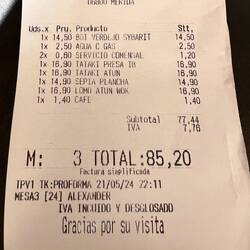 Uds.x Pru. Producto Stt.
1x 14,50 BOT VERDEJO SYBARIT 14,50
1x 2,50 AGUA C GAS 2,50
2x 0,60 SERVICIO COMENSAL 1,20
1x 16,90 TATAKI PRESA IB 16,90
1x 16,90 TATAKI ATUN 16,90
1x 14,90 SEPIA PLANCHA 14,90
1x 16,90 LOMO ATUN WOK 16,90
1x 1,40 CAFE 1,40
Subtotal 77,44
IVA 7,76
M: 3 TOTAL:85,20
Factura simplificada
TPV1 TK:PROFORMA 21/05/24 22:11
MESA3 [24] ALEXANDER
IVA INCUIDO Y DESGLOSADO
Gracias por su visita